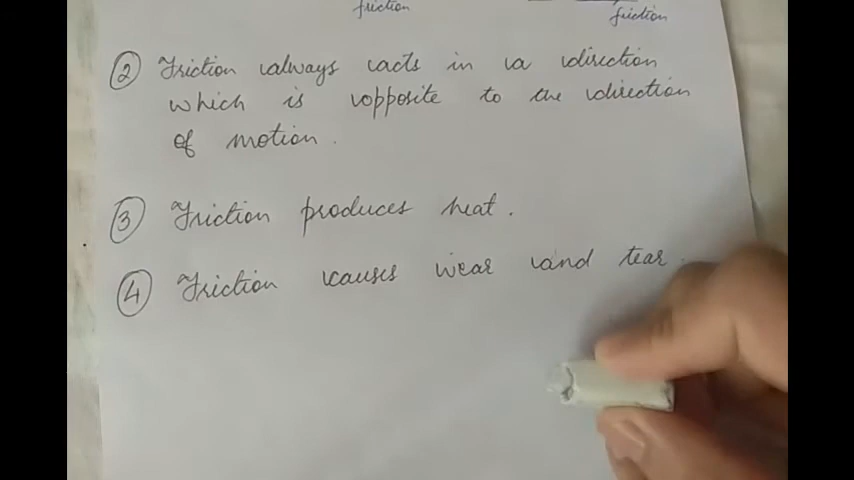 friction
friction
② Friction always acts in a direction
which is opposite to the direction
of motion.
③ Friction produces heat.
④ Friction causes wear and tear.